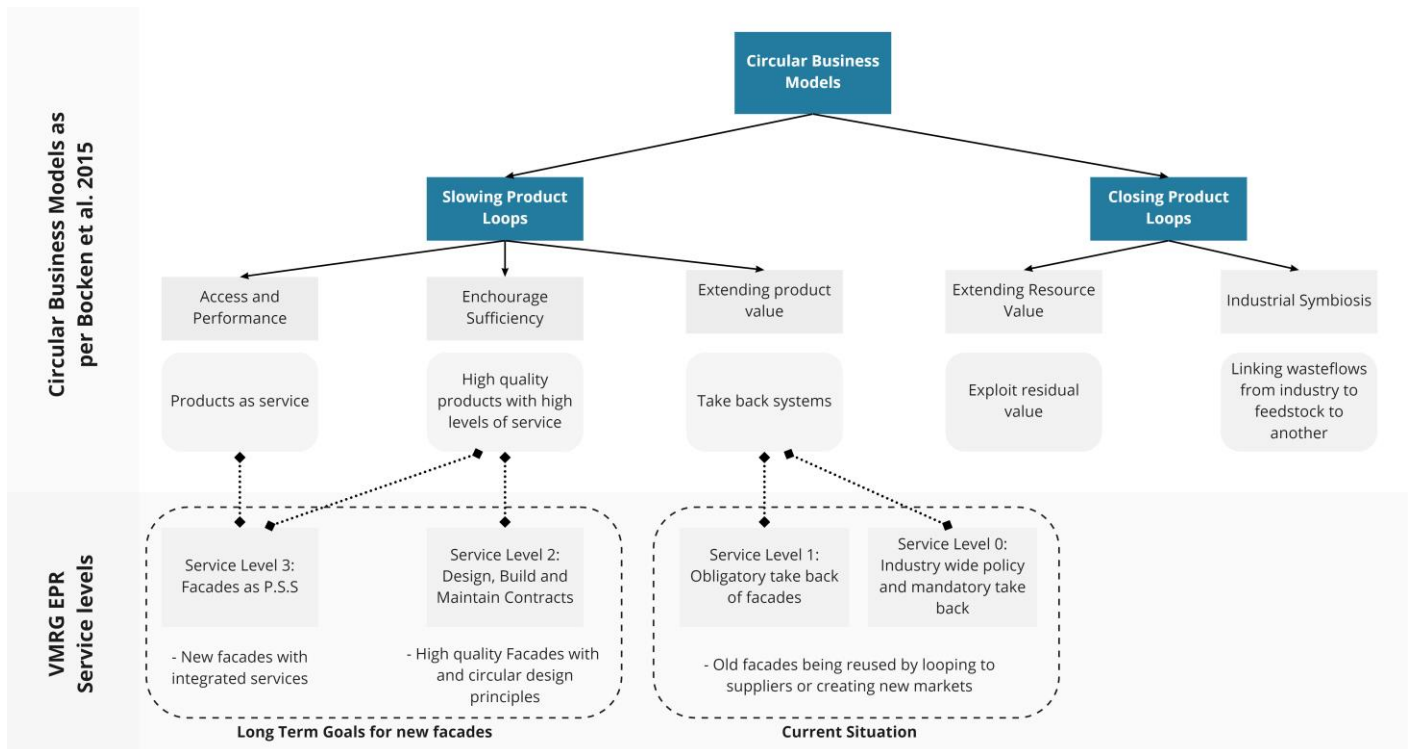 Circular Business Models as
per Bocken et al. 2015
Circular Business
Models
Slowing Product
Loops
Closing Product
Loops
Access and
Performance
Enchourage
Sufficiency
Extending product
value
Extending Resource
Value
Industrial Symbiosis
Products as service
High quality
products with high
levels of service
Take back systems
Exploit residual
value
Linking wasteflows
from industry to
feedstock to
another
VMRG EPR
Service levels
Service Level 3:
Facades as P.S.S
Service Level 2:
Design, Build and
Maintain Contracts
Service Level 1:
Obligatory take back
of facades
Service Level 0:
Industry wide policy
and mandatory take
back
- New facades with
integrated services
- High quality Facades with
and circular design
principles
- Old facades being reused by looping to
suppliers or creating new markets
Long Term Goals for new facades
Current Situation